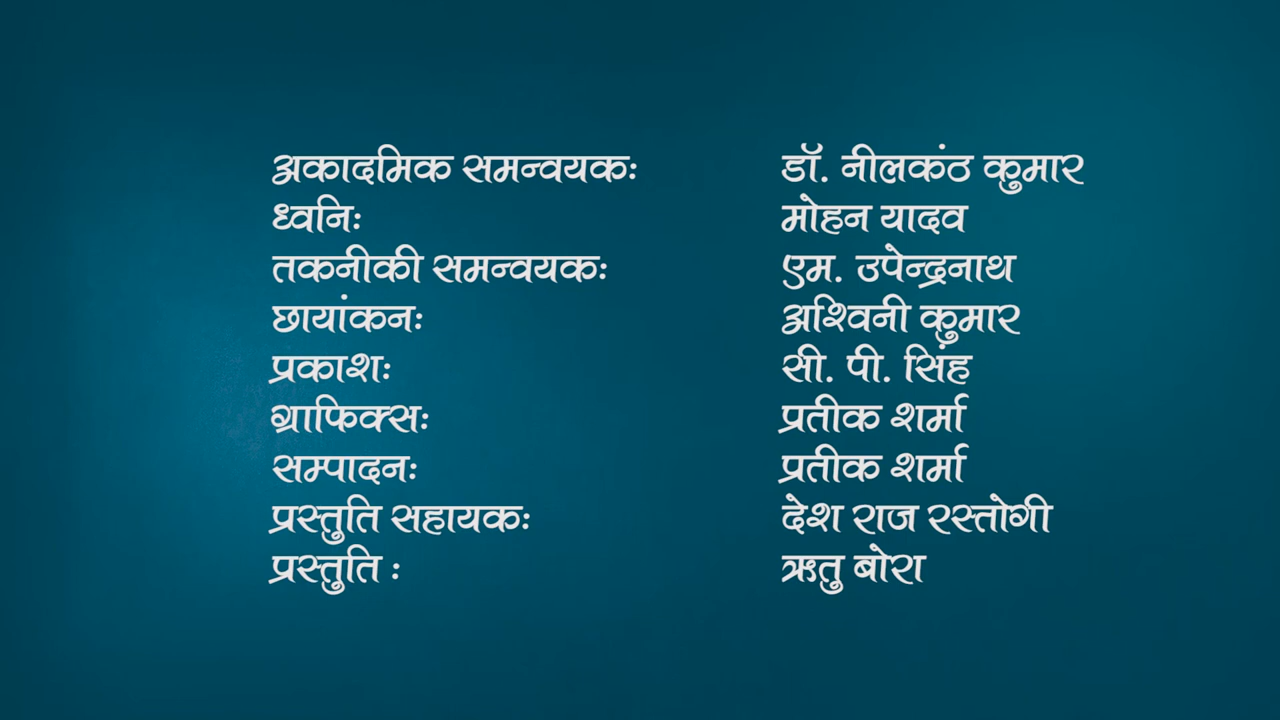 अकादमिक समन्वयकः डॉ. नीलकंठ कुमार
ध्वनिः मोहन यादव
तकनीकी समन्वयकः एम. उपेन्द्रनाथ
छायांकनः अश्विनी कुमार
प्रकाशः सी. पी. सिंह
ग्राफिक्सः प्रतीक शर्मा
सम्पादनः प्रतीक शर्मा
प्रस्तुति सहायकः देश राज रस्तोगी
प्रस्तुति : ऋतु बोरा